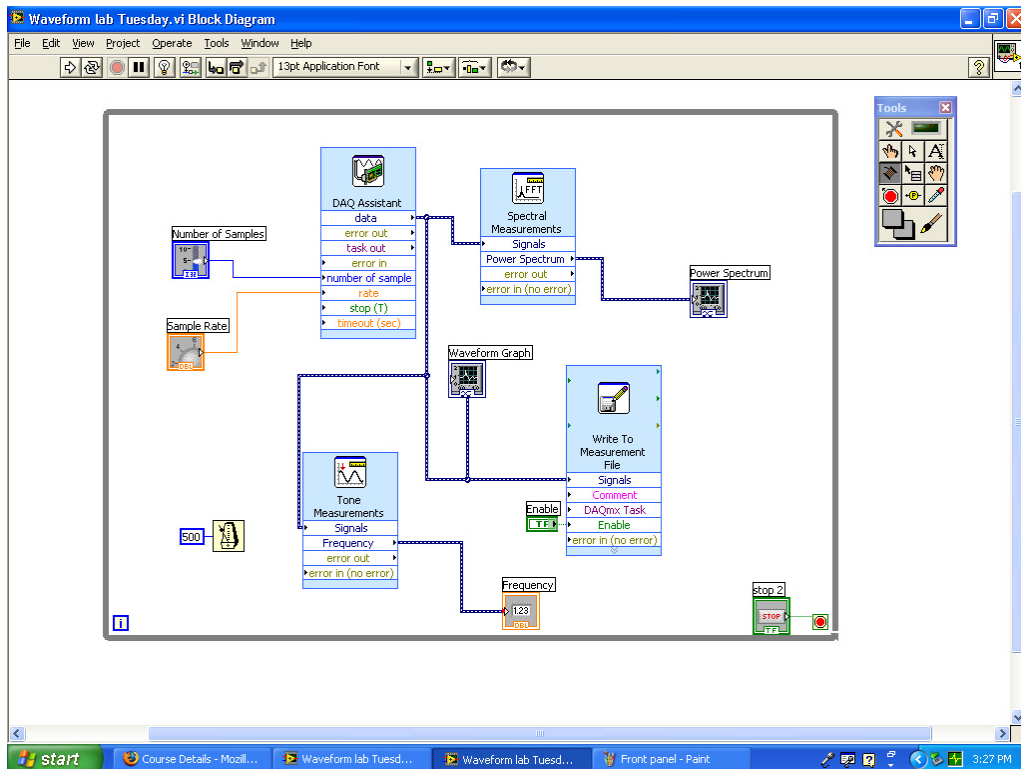 Waveform lab Tuesday.vi Block Diagram
File Edit View Project Operate Tools Window Help
13pt Application Font
Tools
DAQ Assistant
data
error out
task out
error in
number of sample
rate
stop (T)
timeout (sec)
Number of Samples
I32
Sample Rate
DBL
Spectral
Measurements
Signals
Power Spectrum
error out
error in (no error)
Power Spectrum
Waveform Graph
Write To
Measurement
File
Signals
Comment
DAQmx Task
Enable
error in (no error)
Enable
TF
Tone
Measurements
Signals
Frequency
error out
error in (no error)
500
Frequency
1.23
DBL
stop 2
STOP
TF
i
start
Course Details - Mozill...
Waveform lab Tuesd...
Waveform lab Tuesd...
Front panel - Paint
3:27 PM